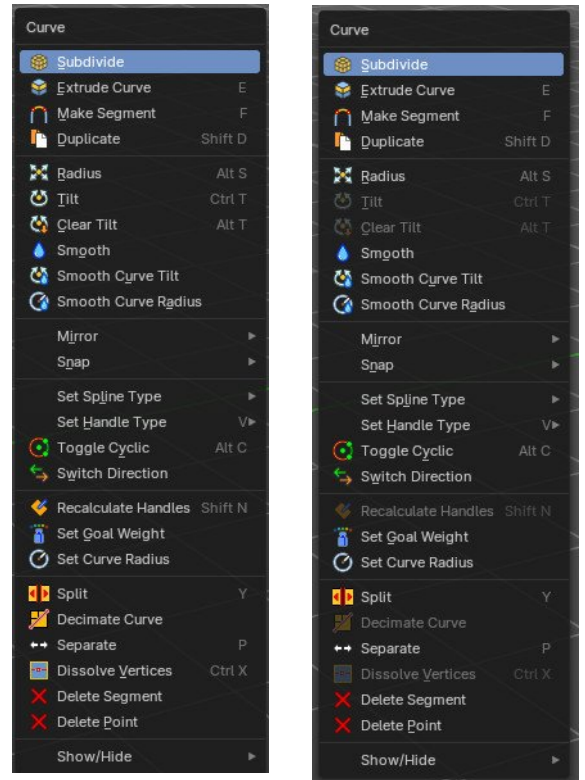 Curve
Subdivide
Extrude Curve E
Make Segment F
Duplicate Shift D
Radius Alt S
Tilt Ctrl T
Clear Tilt Alt T
Smooth
Smooth Curve Tilt
Smooth Curve Radius
Mirror
Snap
Set Spline Type
Set Handle Type V
Toggle Cyclic Alt C
Switch Direction
Recalculate Handles Shift N
Set Goal Weight
Set Curve Radius
Split Y
Decimate Curve
Separate P
Dissolve Vertices Ctrl X
Delete Segment
Delete Point
Show/Hide
Curve
Subdivide
Extrude Curve E
Make Segment F
Duplicate Shift D
Radius Alt S
Tilt Ctrl T
Clear Tilt Alt T
Smooth
Smooth Curve Tilt
Smooth Curve Radius
Mirror
Snap
Set Spline Type
Set Handle Type V
Toggle Cyclic Alt C
Switch Direction
Recalculate Handles Shift N
Set Goal Weight
Set Curve Radius
Split Y
Decimate Curve
Separate P
Dissolve Vertices Ctrl X
Delete Segment
Delete Point
Show/Hide